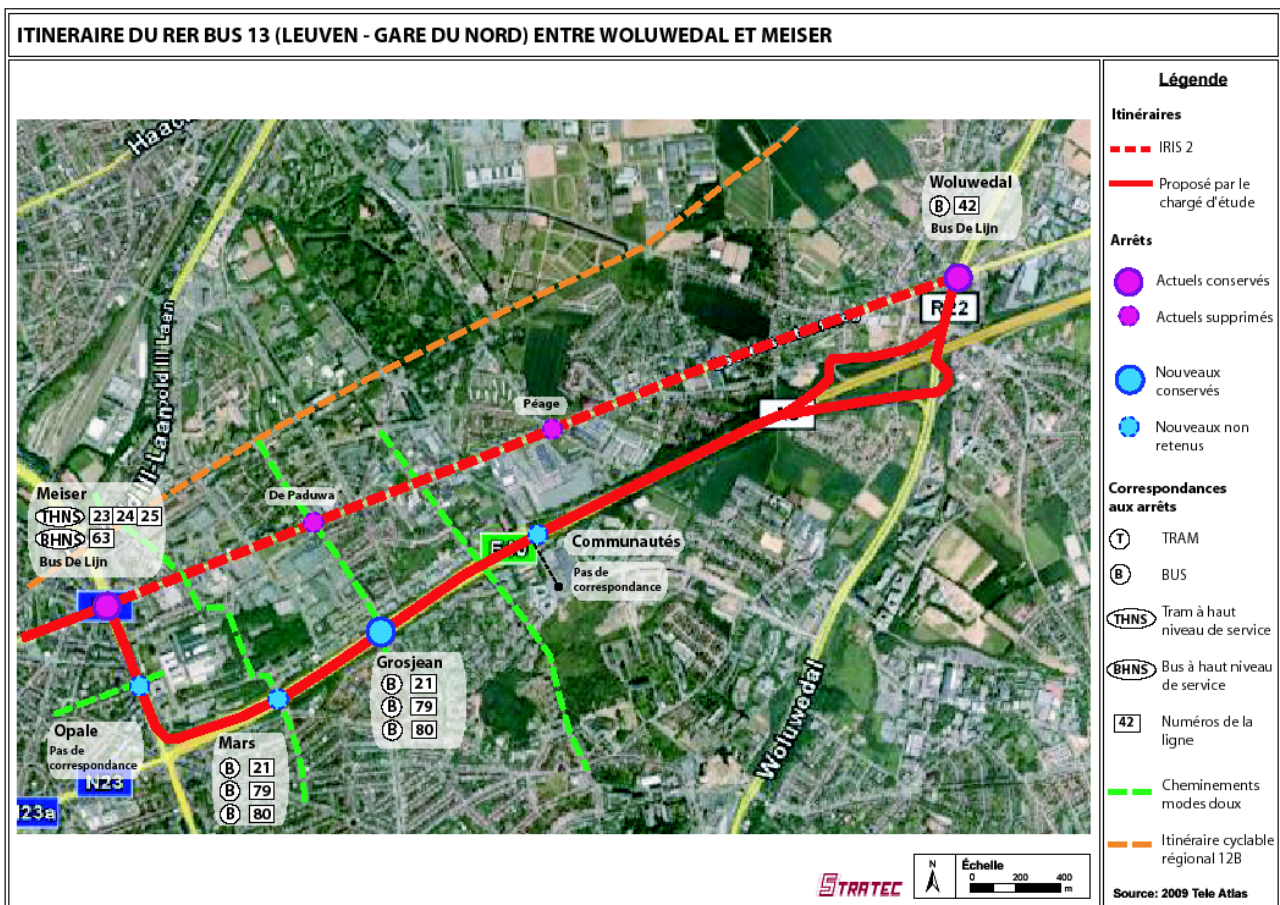 ITINERAIRE DU RER BUS 13 (LEUVEN - GARE DU NORD) ENTRE WOLUWEDAL ET MEISER
Woluwedal
B 42
Bus De Lijn
Péage
De Paduwa
Meiser
THNS 23 24 25
BHNS 63
Bus De Lijn
Communautés
Pas de
correspondance
Grosjean
B 21
B 79
B 80
Opale
Pas de
correspondance
Mars
B 21
B 79
B 80
N23
Woluwedal
STRATEC
N
Échelle
0 200 400
m
Légende
Itinéraires
IRIS 2
Proposé par le
chargé d'étude
Arrêts
Actuels conservés
Actuels supprimés
Nouveaux
conservés
Nouveaux non
retenus
Correspondances
aux arrêts
T TRAM
B BUS
THNS Tram à haut
niveau de service
BHNS Bus à haut niveau
de service
42 Numéros de la
ligne
Cheminements
modes doux
Itinéraire cyclable
régional 12B
Source: 2009 Tele Atlas